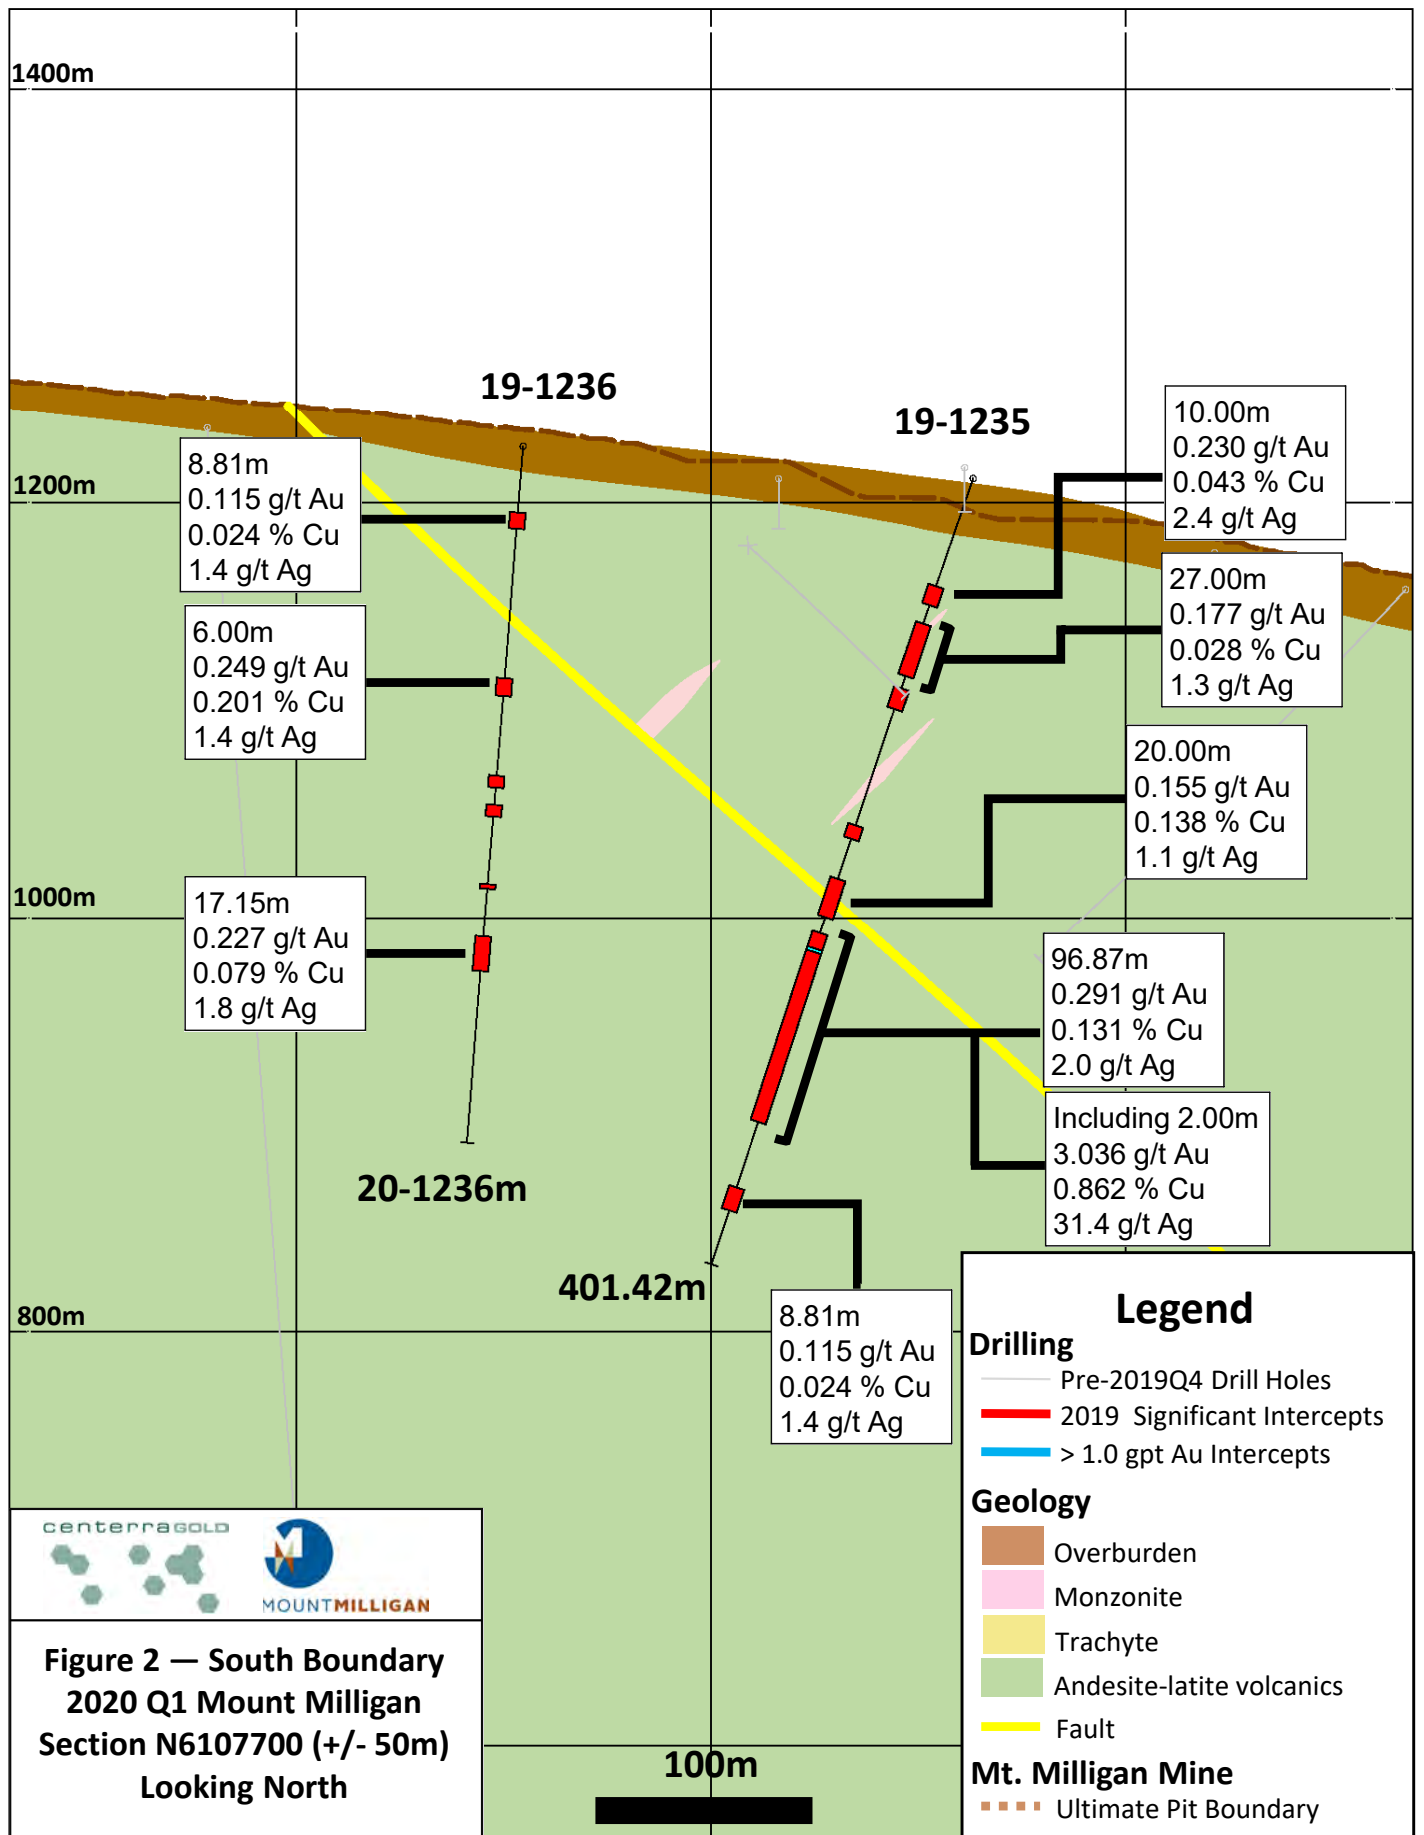 1400m
19-1236
19-1235
10.00m
0.230 g/t Au
0.043 % Cu
2.4 g/t Ag
8.81m
0.115 g/t Au
0.024 % Cu
1.4 g/t Ag
1200m
27.00m
0.177 g/t Au
0.028 % Cu
1.3 g/t Ag
6.00m
0.249 g/t Au
0.201 % Cu
1.4 g/t Ag
20.00m
0.155 g/t Au
0.138 % Cu
1.1 g/t Ag
1000m
17.15m
0.227 g/t Au
0.079 % Cu
1.8 g/t Ag
96.87m
0.291 g/t Au
0.131 % Cu
2.0 g/t Ag
Including 2.00m
3.036 g/t Au
0.862 % Cu
31.4 g/t Ag
20-1236m
401.42m
800m
8.81m
0.115 g/t Au
0.024 % Cu
1.4 g/t Ag
Legend
Drilling
Pre-2019Q4 Drill Holes
2019 Significant Intercepts
> 1.0 gpt Au Intercepts
Geology
Overburden
Monzonite
Trachyte
Andesite-latite volcanics
Fault
Mt. Milligan Mine
Ultimate Pit Boundary
centerraGOLD
MOUNTMILLIGAN
Figure 2 — South Boundary
2020 Q1 Mount Milligan
Section N6107700 (+/- 50m)
Looking North
100m